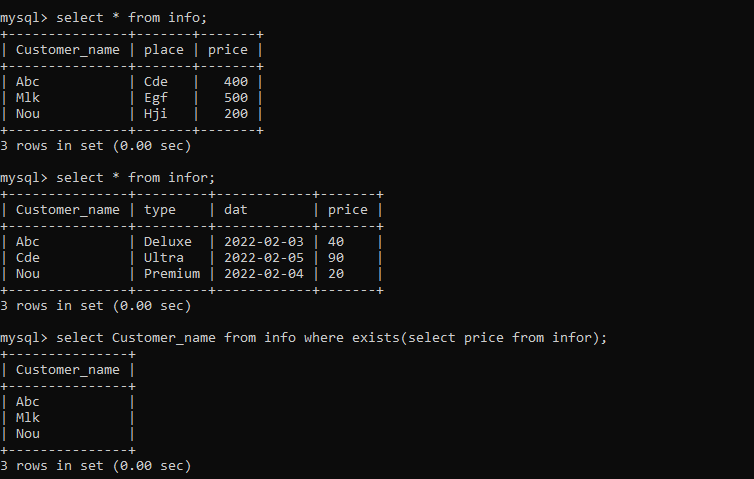 mysql> select * from info;
+---------------+-------+-------+
| Customer_name | place | price |
+---------------+-------+-------+
| Abc           | Cde   |   400 |
| Mlk           | Egf   |   500 |
| Nou           | Hji   |   200 |
+---------------+-------+-------+
3 rows in set (0.00 sec)
mysql> select * from infor;
+---------------+---------+------------+-------+
| Customer_name | type    | dat        | price |
+---------------+---------+------------+-------+
| Abc           | Deluxe  | 2022-02-03 | 40    |
| Cde           | Ultra   | 2022-02-05 | 90    |
| Nou           | Premium | 2022-02-04 | 20    |
+---------------+---------+------------+-------+
3 rows in set (0.00 sec)
mysql> select Customer_name from info where exists(select price from infor);
+---------------+
| Customer_name |
+---------------+
| Abc           |
| Mlk           |
| Nou           |
+---------------+
3 rows in set (0.00 sec)